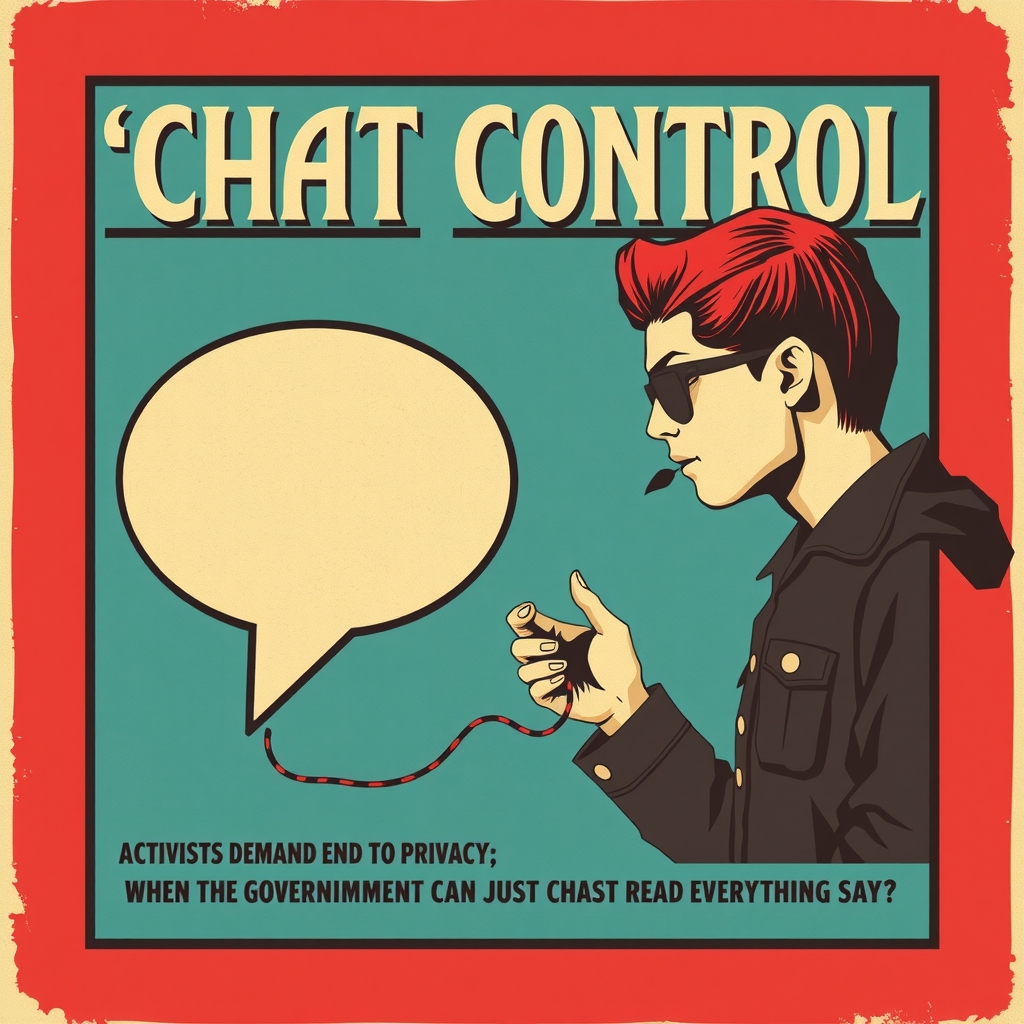 ‘CHAT CONTROL
ACTIVISTS DEMAND END TO PRIVACY;
WHEN THE GOVERNIMMENT CAN JUST CHAST READ EVERYTHING SAY?